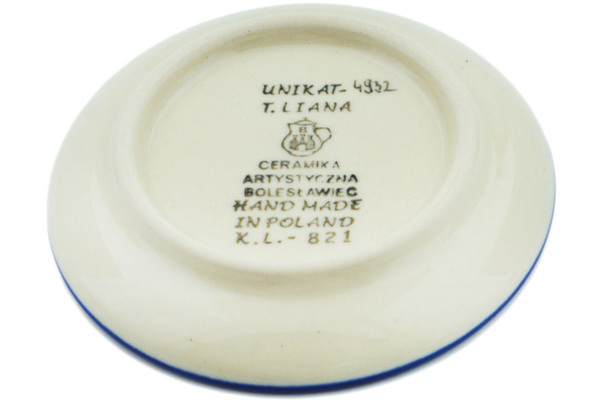 UNIKAT-4932
T. LIANA
B
CERAMIKA
ARTYSTYCZNA
BOLESŁAWIEC
HAND MADE
IN POLAND
K.L.-821